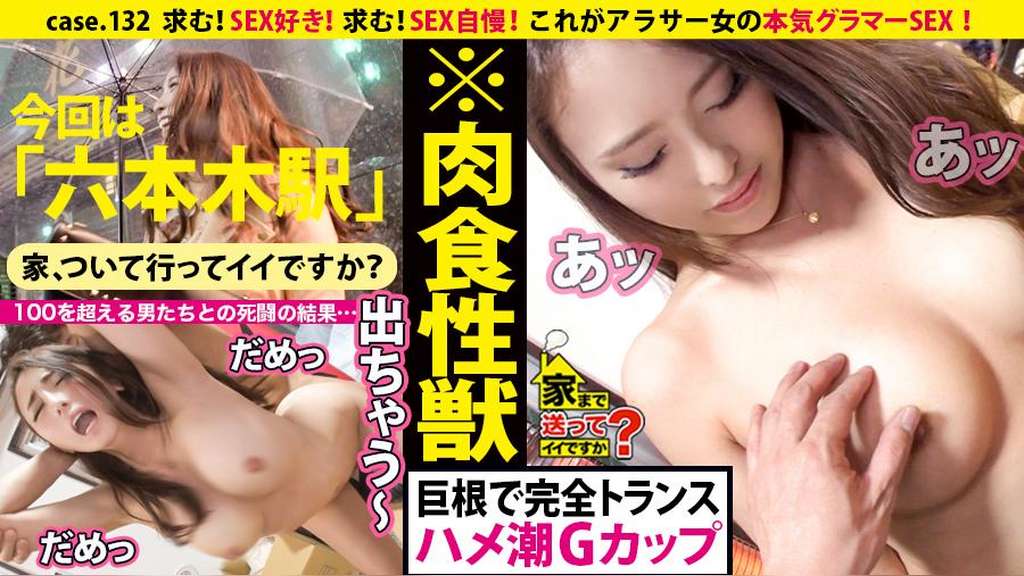 case.132 求む!SEX好き!求む!SEX自慢!これがアラサー女の本気グラマーSEX!
今回は
「六本木駅」
家、ついて行ってイイですか?
100を超える男たちとの死闘の結果…
だめっ
出ちゃう~
だめっ
※肉食性獣
あッ
あッ
家まで
送って
イイですか?
巨根で完全トランス
ハメ潮Gカップ